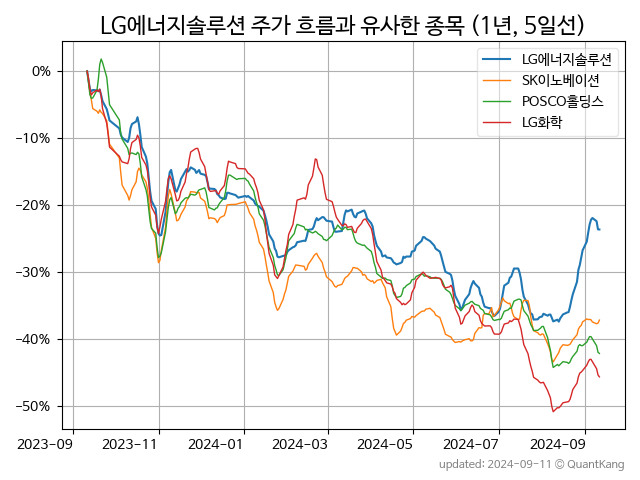 LG에너지솔루션 주가 흐름과 유사한 종목 (1년, 5일선)
LG에너지솔루션
SK이노베이션
POSCO홀딩스
LG화학
0%
−10%
−20%
−30%
−40%
−50%
2023-09 2023-11 2024-01 2024-03 2024-05 2024-07 2024-09
updated: 2024-09-11 © QuantKang